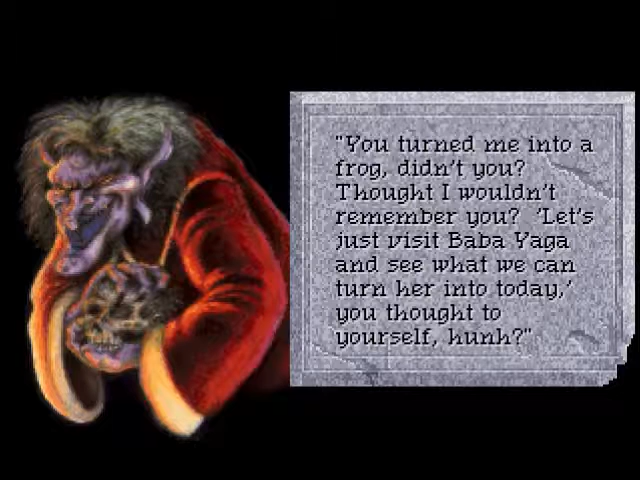 "You turned me into a
frog, didn't you?
Thought I wouldn't
remember you?  'Let's
just visit Baba Yaga
and see what we can
turn her into today,'
you thought to
yourself, hunh?"